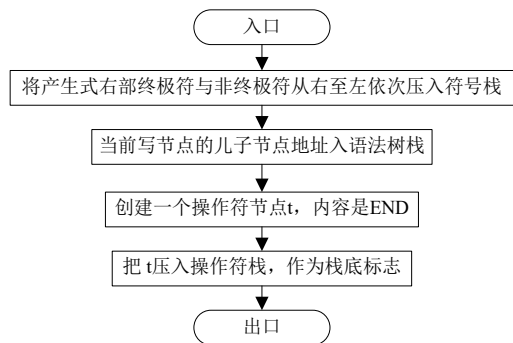 入口
将产生式右部终极符与非终极符从右至左依次压入符号栈
当前写节点的儿子节点地址入语法树栈
创建一个操作符节点t，内容是END
把 t压入操作符栈，作为栈底标志
出口